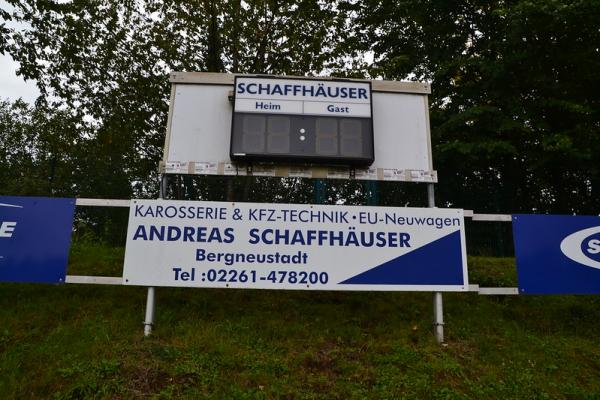 SCHAFFHÄUSER
Heim Gast
KAROSSERIE & KFZ-TECHNIK • EU-Neuwagen
ANDREAS SCHAFFHÄUSER
Bergneustadt
Tel :02261-478200